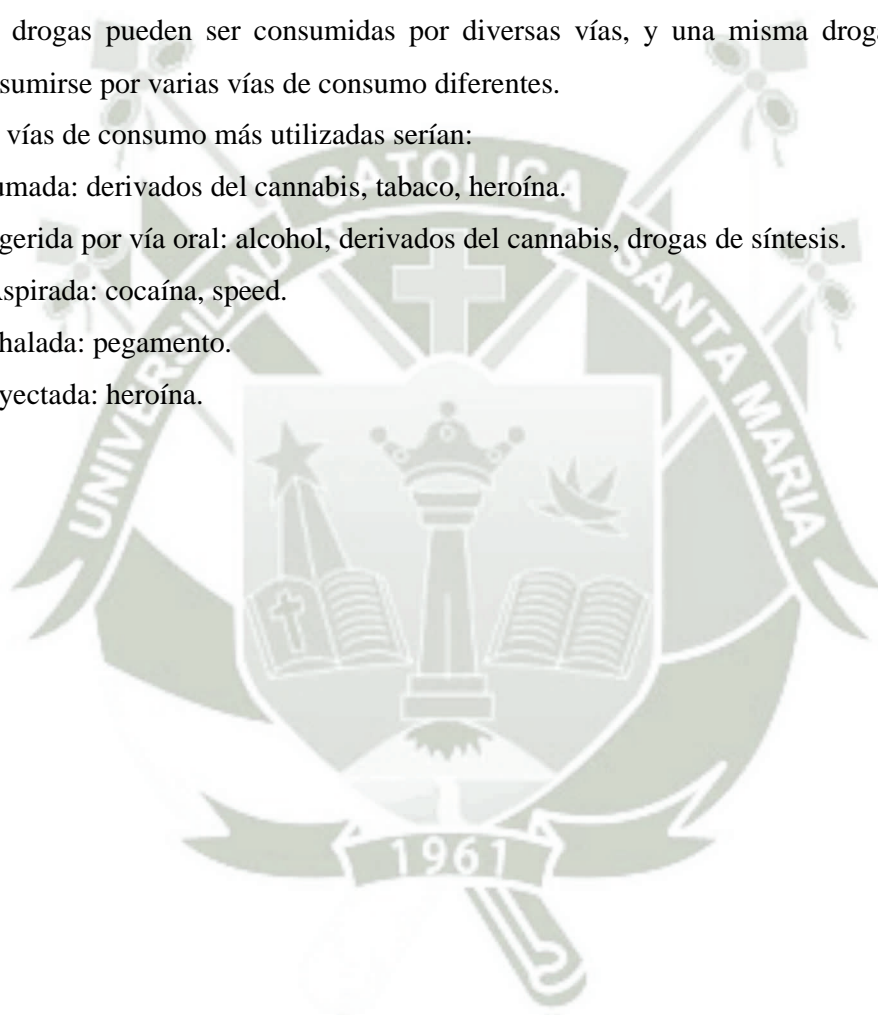 drogas pueden ser consumidas por diversas vías, y una misma droga
sumirse por varias vías de consumo diferentes.
vías de consumo más utilizadas serían:
umada: derivados del cannabis, tabaco, heroína.
gerida por vía oral: alcohol, derivados del cannabis, drogas de síntesis.
spirada: cocaína, speed.
halada: pegamento.
yectada: heroína.
UNIVERSIDAD CATOLICA SANTA MARIA
1961